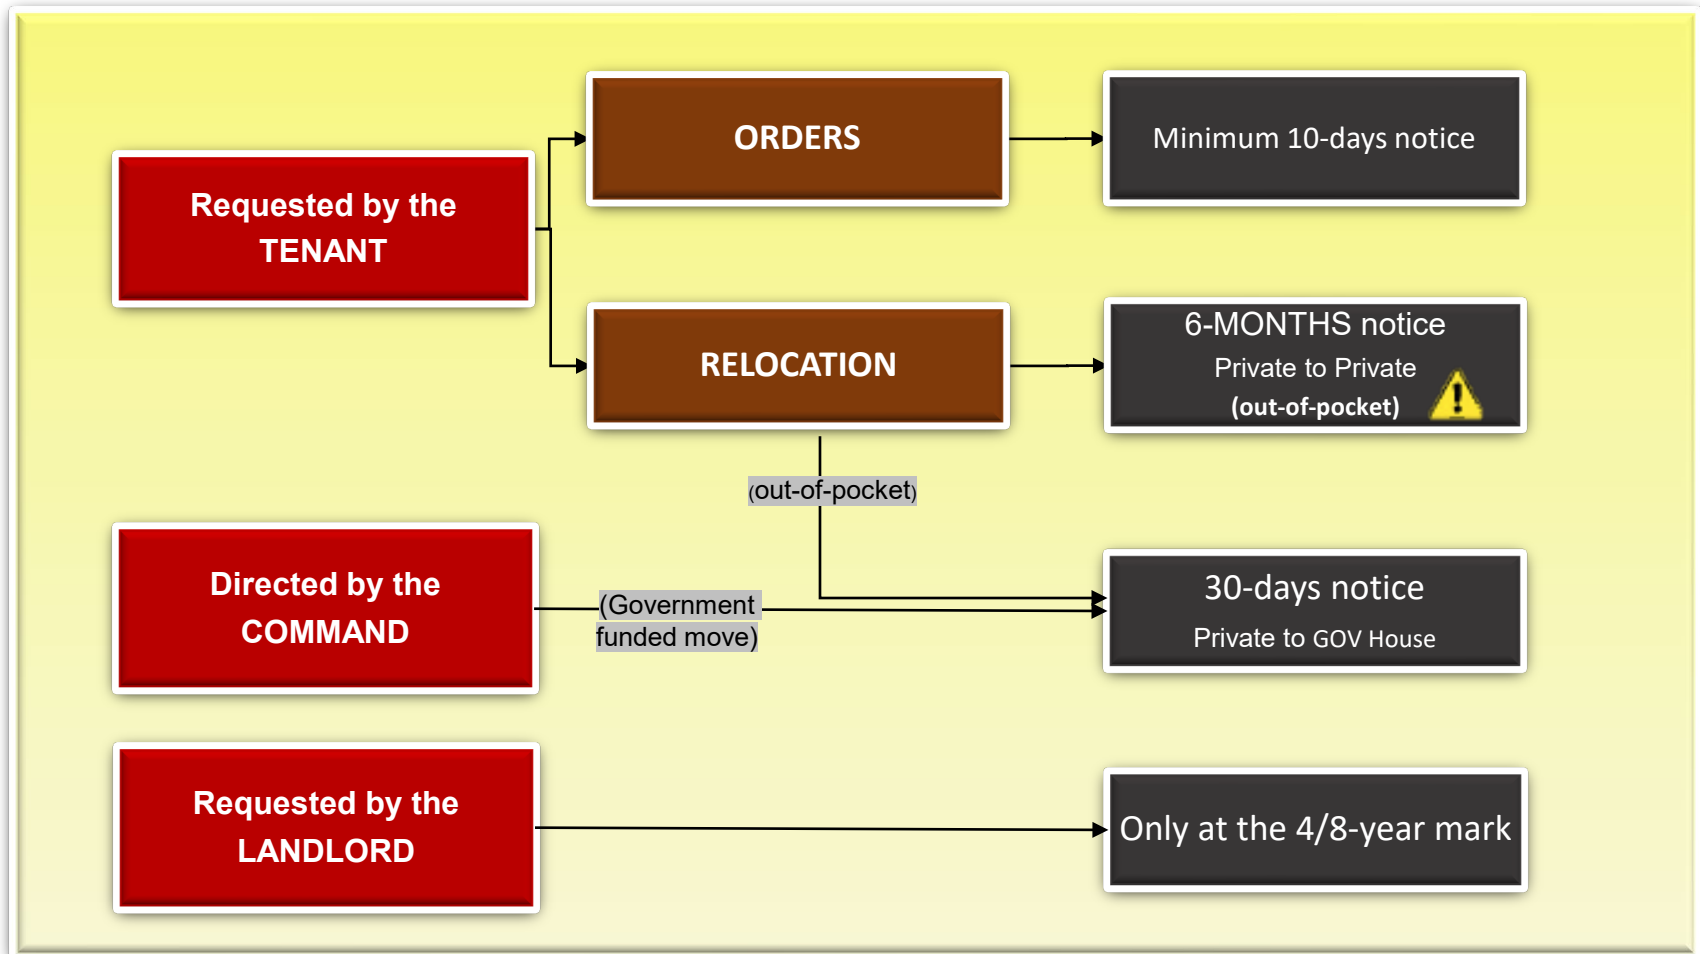 Requested by the
TENANT
ORDERS
Minimum 10-days notice
RELOCATION
6-MONTHS notice
Private to Private
(out-of-pocket)
(out-of-pocket)
Directed by the
COMMAND
(Government
funded move)
30-days notice
Private to GOV House
Requested by the
LANDLORD
Only at the 4/8-year mark